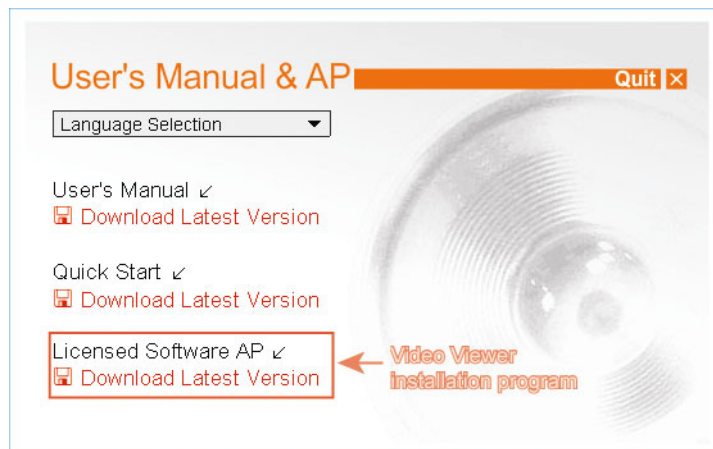 User's Manual & AP
Quit
Language Selection
User's Manual
Download Latest Version
Quick Start
Download Latest Version
Licensed Software AP
Download Latest Version
Video Viewer
installation program